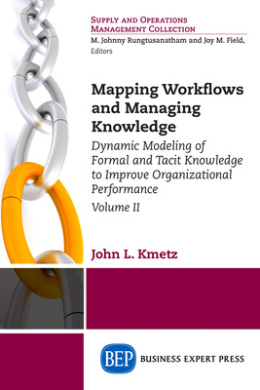 SUPPLY AND OPERATIONS
MANAGEMENT COLLECTION
M. Johnny Rungtusanatham and Joy M. Field,
Editors
Mapping Workflows
and Managing
Knowledge
Dynamic Modeling of
Formal and Tacit Knowledge
to Improve Organizational
Performance
Volume II
John L. Kmetz
BEP
BUSINESS EXPERT PRESS